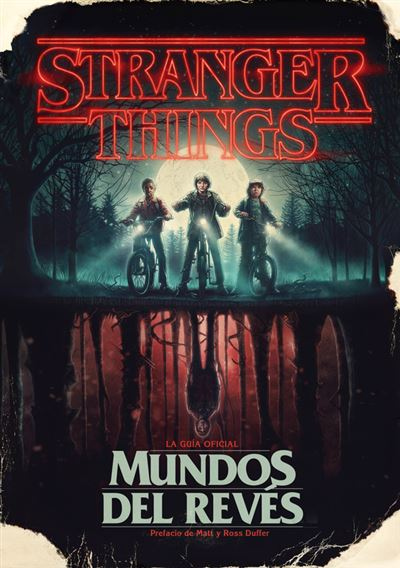 STRANGER
THINGS
LA GUÍA OFICIAL
MUNDOS
DEL REVÉS
Prefacio de Matt y Ross Duffer